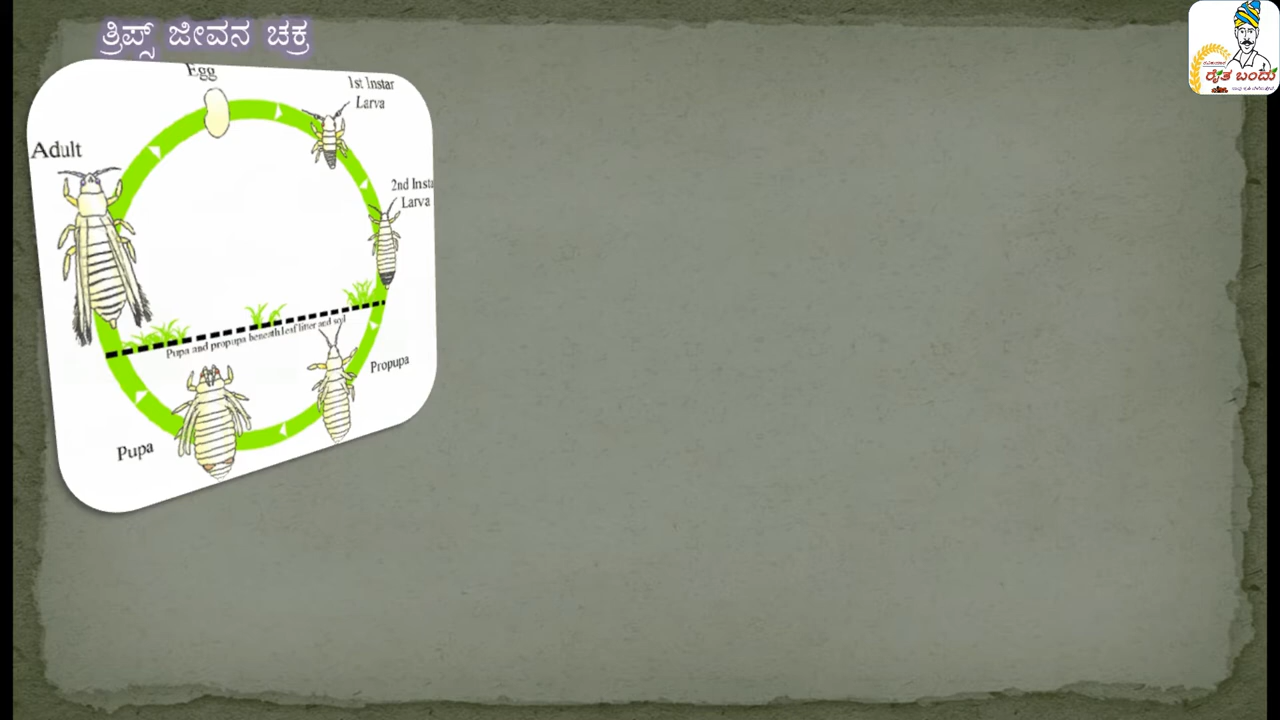 ತ್ರಿಪ್ಸ್ ಜೀವನ ಚಕ್ರ
Egg
1st Instar
Larva
Adult
2nd Insta
Larva
Pupa and propupa beneath leaf litter and soil
Propupa
Pupa
ರೈತ ಬಂದು